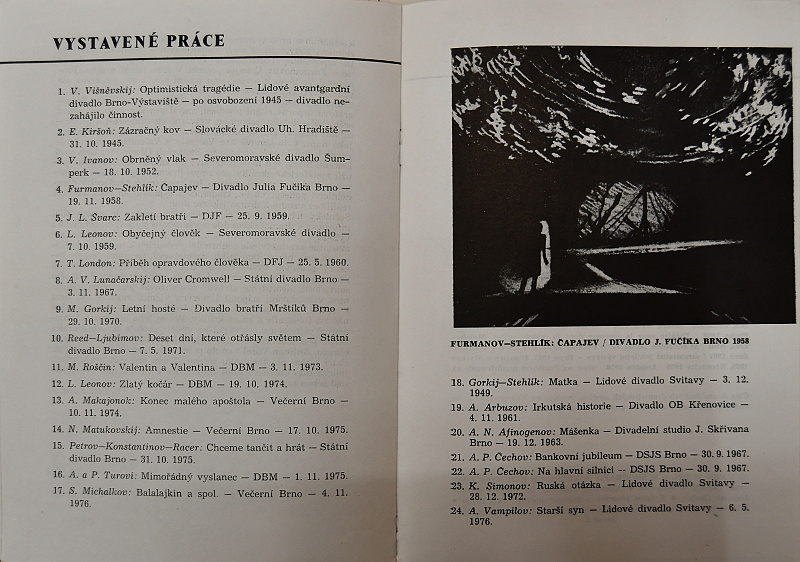 VYSTAVENÉ PRÁCE
1. V. Višněvskij: Optimistická tragédie — Lidové avantgardní
divadlo Brno-Výstaviště — po osvobození 1945 — divadlo ne-
zahájilo činnost.
2. E. Kiršoň: Zázračný kov — Slovácké divadlo Uh. Hradiště —
31. 10. 1945.
3. V. Ivanov: Obrněný vlak — Severomoravské divadlo Šum-
perk — 18. 10. 1952.
4. Furmanov—Stehlík: Čapajev — Divadlo Julia Fučíka Brno —
19. 11. 1958.
5. J. L. Švarc: Zakletí bratři — DJF — 25. 9. 1959.
6. L. Leonov: Obyčejný člověk — Severomoravské divadlo —
7. 10. 1959.
7. T. London: Příběh opravdového člověka — DFJ — 25. 5. 1960.
8. A. V. Lunačarskij: Oliver Cromwell — Státní divadlo Brno —
3. 11. 1967.
9. M. Gorkij: Letní hosté — Divadlo bratří Mrštíků Brno —
29. 10. 1970.
10. Reed—Ljubimov: Deset dní, které otřásly světem — Státní
divadlo Brno — 7. 5. 1971.
11. M. Roščin: Valentin a Valentina — DBM — 3. 11. 1973.
12. L. Leonov: Zlatý kočár — DBM — 19. 10. 1974.
13. A. Makajonok: Konec malého apoštola — Večerní Brno —
10. 11. 1974.
14. N. Matukovskij: Amnestie — Večerní Brno — 17. 10. 1975.
15. Petrov—Konstantinov—Racer: Chceme tančit a hrát — Státní
divadlo Brno — 31. 10. 1975.
16. A. a P. Turovi: Mimořádný vyslanec — DBM — 1. 11. 1975.
17. S. Michalkov: Balalajkin a spol. — Večerní Brno — 4. 11.
1976.
FURMANOV—STEHLÍK: ČAPAJEV / DIVADLO J. FUČÍKA BRNO 1958
18. Gorkij—Stehlík: Matka — Lidové divadlo Svitavy — 3. 12.
1949.
19. A. Arbuzov: Irkutská historie — Divadlo OB Křenovice —
4. 11. 1961.
20. A. N. Afinogenov: Mášenka — Divadelní studio J. Skřivana
Brno — 19. 12. 1963.
21. A. P. Čechov: Bankovní jubileum — DSJS Brno — 30. 9. 1967.
22. A. P. Čechov: Na hlavní silnici — DSJS Brno — 30. 9. 1967.
23. K. Simonov: Ruská otázka — Lidové divadlo Svitavy —
28. 12. 1972.
24. A. Vampilov: Starší syn — Lidové divadlo Svitavy — 6. 5.
1976.